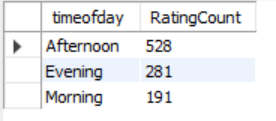 timeofday RatingCount
Afternoon 528
Evening 281
Morning 191